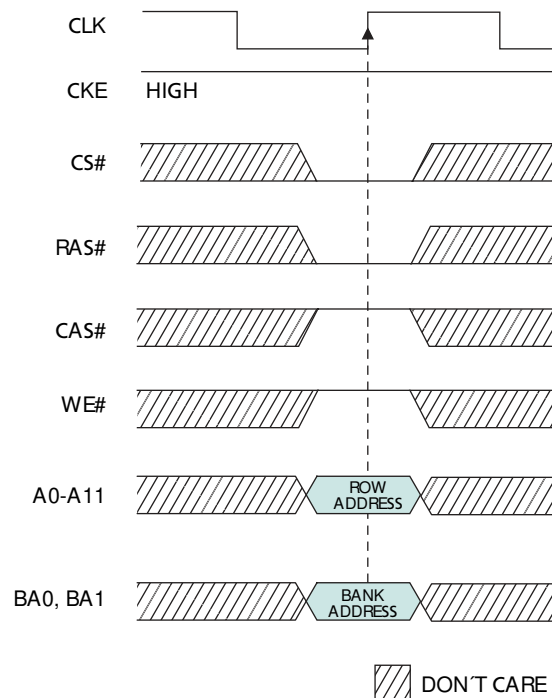 CLK
CKE HIGH
CS#
RAS#
CAS#
WE#
A0-A11 ROW
ADDRESS
BA0, BA1 BANK
ADDRESS
DON´T CARE